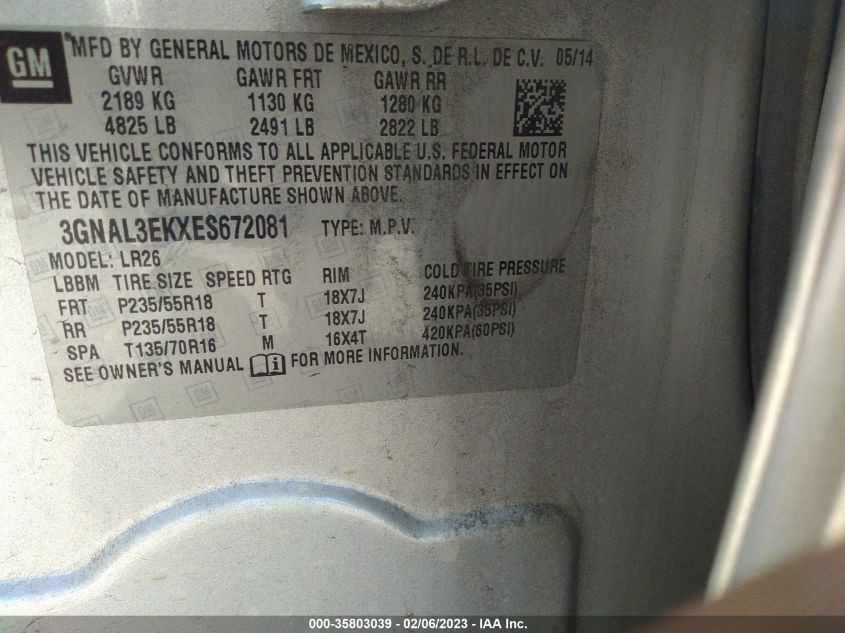 GM
MFD BY GENERAL MOTORS DE MEXICO, S. DE R.L. DE C.V. 05/14
GVWR GAWR FRT GAWR RR
2189 KG 1130 KG 1280 KG
4825 LB 2491 LB 2822 LB
THIS VEHICLE CONFORMS TO ALL APPLICABLE U.S. FEDERAL MOTOR
VEHICLE SAFETY AND THEFT PREVENTION STANDARDS IN EFFECT ON
THE DATE OF MANUFACTURE SHOWN ABOVE.
3GNAL3EKXES672081 TYPE: M.P.V.
MODEL: LR26
LBBM TIRE SIZE SPEED RTG RIM COLD TIRE PRESSURE
FRT P235/55R18 T 18X7J 240KPA(35PSI)
RR P235/55R18 T 18X7J 240KPA(35PSI)
SPA T135/70R16 M 16X4T 420KPA(60PSI)
SEE OWNER'S MANUAL FOR MORE INFORMATION.
000-35803039 - 02/06/2023 - IAA Inc.